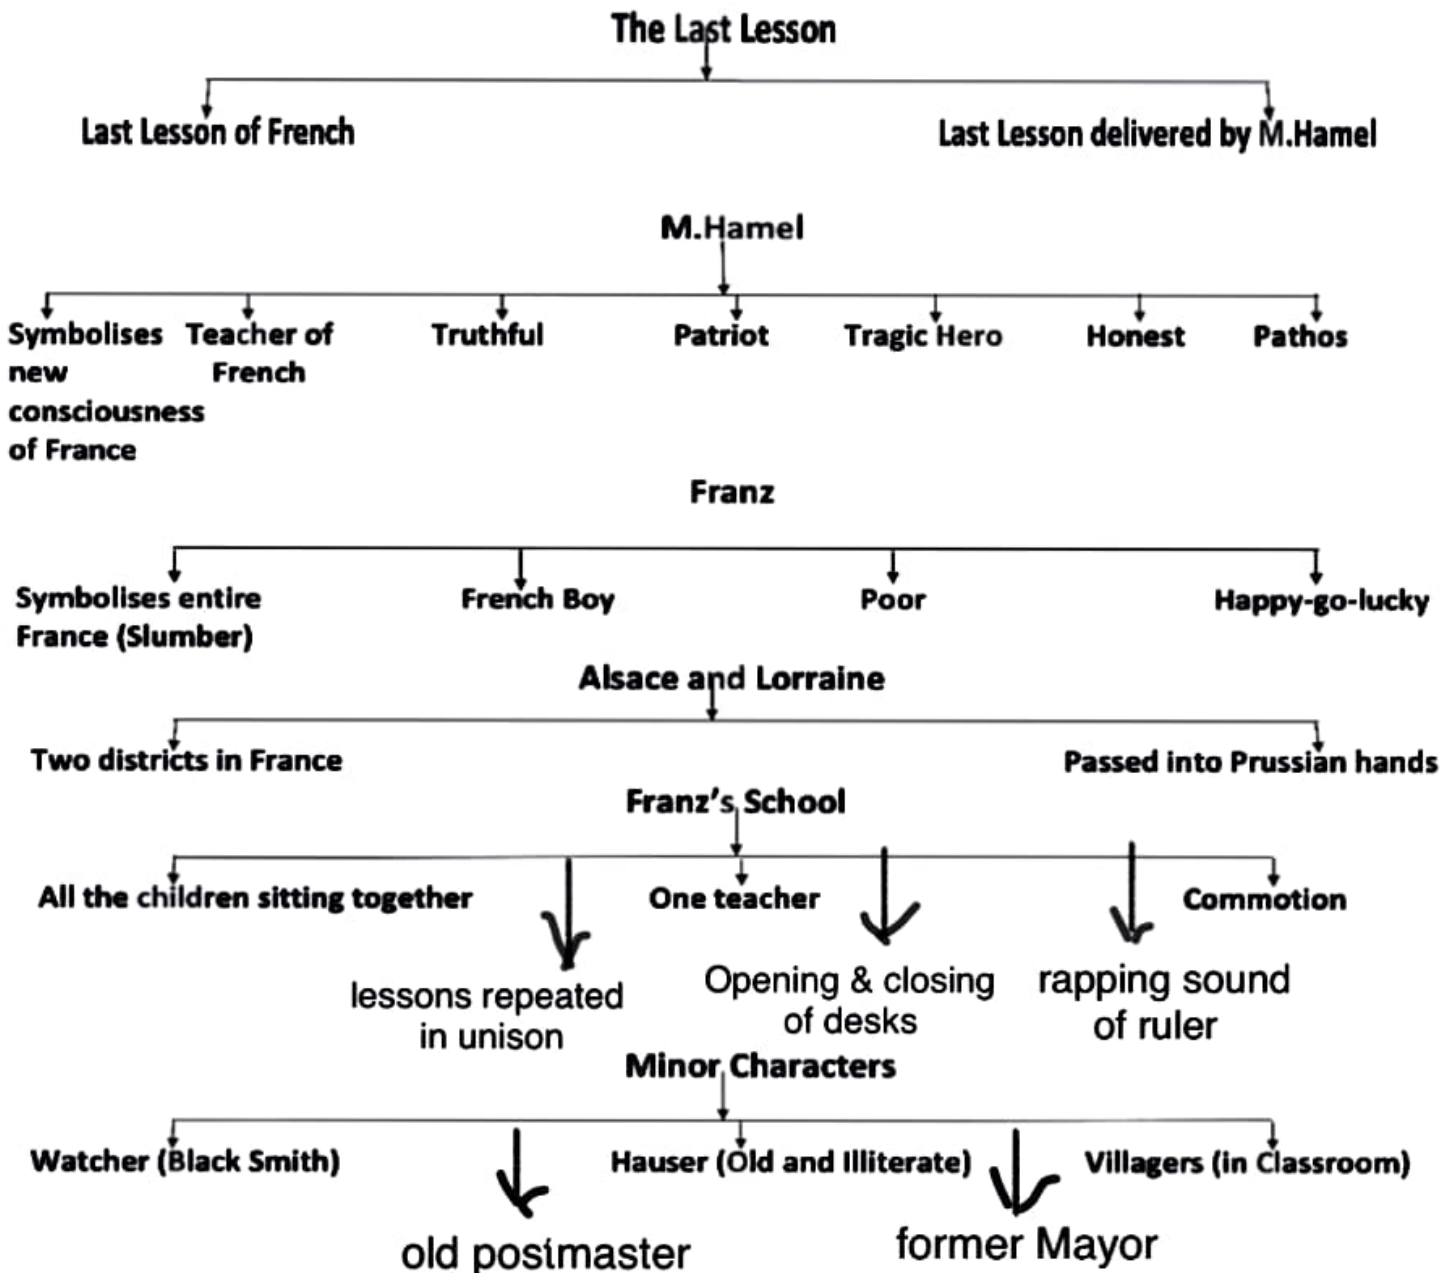 The Last Lesson
Last Lesson of French
Last Lesson delivered by M.Hamel
M.Hamel
Symbolises new consciousness of France
Teacher of French
Truthful
Patriot
Tragic Hero
Honest
Pathos
Franz
Symbolises entire France (Slumber)
French Boy
Poor
Happy-go-lucky
Alsace and Lorraine
Two districts in France
Passed into Prussian hands
Franz's School
All the children sitting together
One teacher
Commotion
lessons repeated
in unison
Opening & closing
of desks
rapping sound
of ruler
Minor Characters
Watcher (Black Smith)
Hauser (Old and Illiterate)
Villagers (in Classroom)
old postmaster
former Mayor